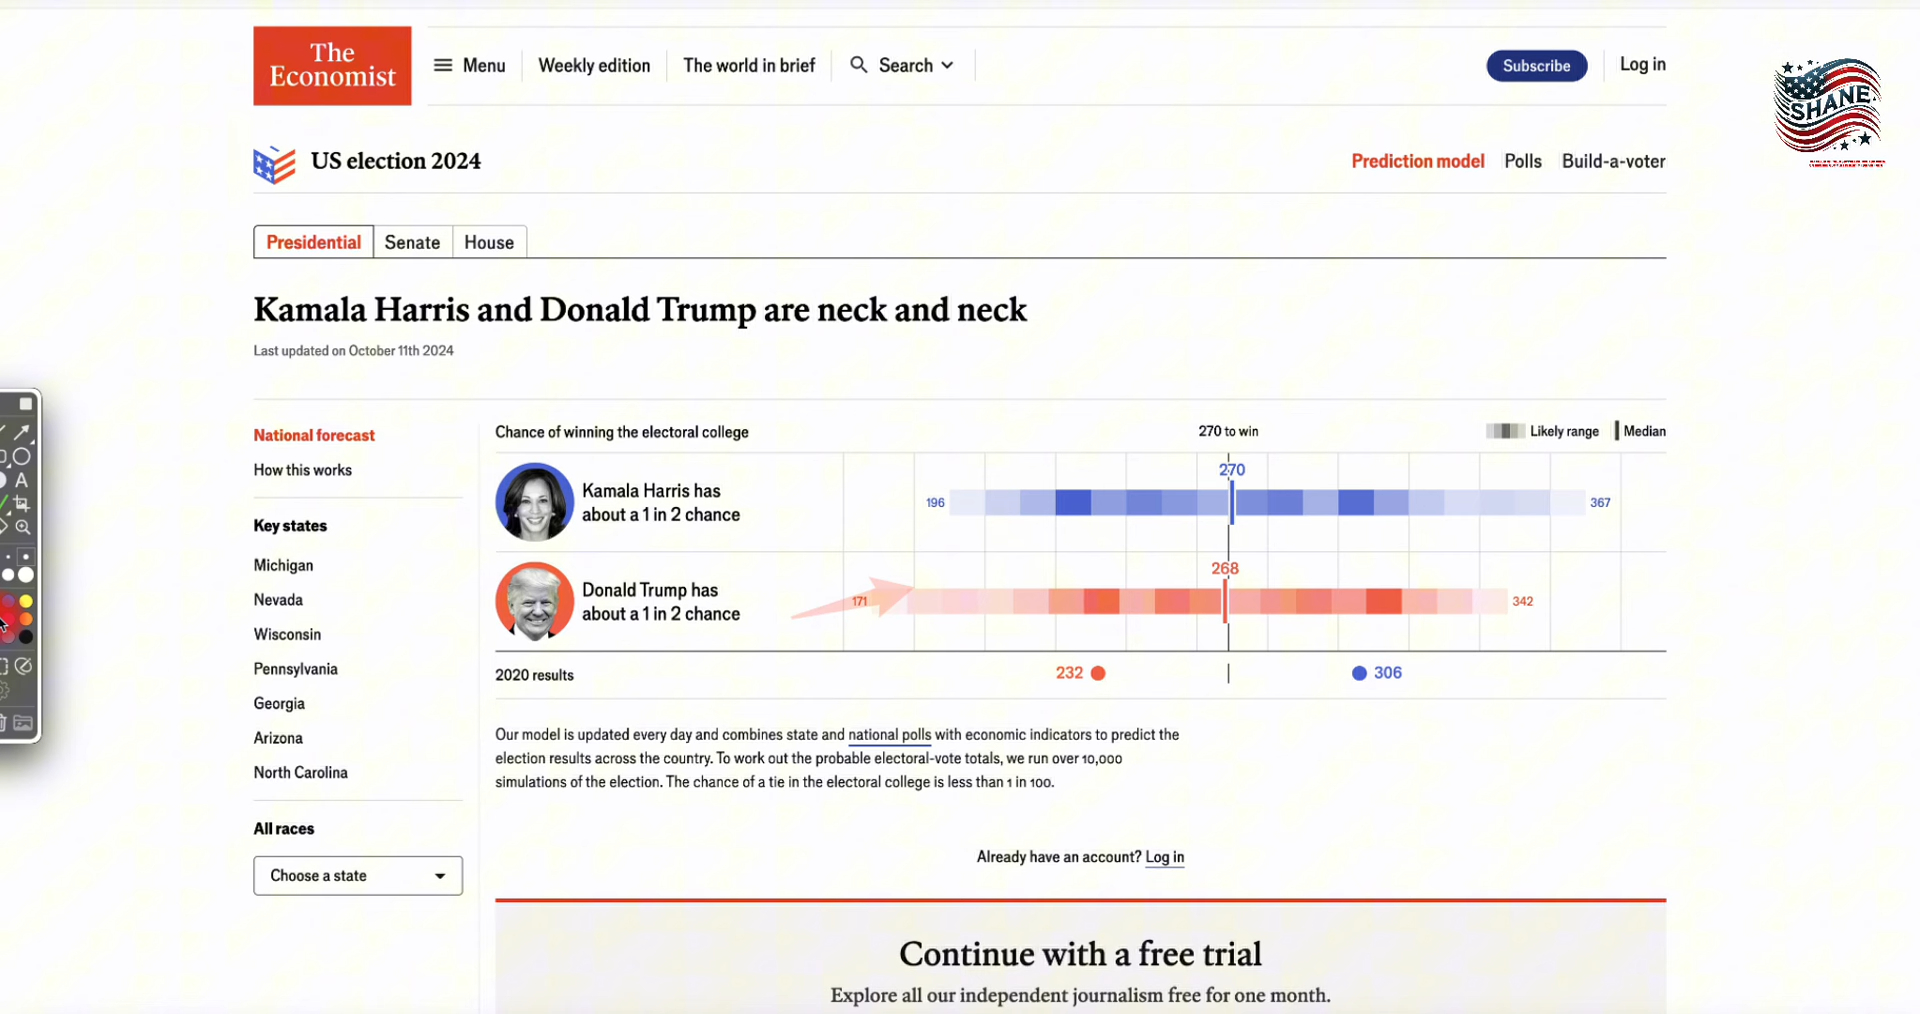 The
Economist
Menu
Weekly edition
The world in brief
Search
Subscribe
Log in
SHANE
US election 2024
Prediction model
Polls
Build-a-voter
Presidential
Senate
House
Kamala Harris and Donald Trump are neck and neck
Last updated on October 11th 2024
National forecast
How this works
Key states
Michigan
Nevada
Wisconsin
Pennsylvania
Georgia
Arizona
North Carolina
All races
Choose a state
Chance of winning the electoral college
270 to win
Likely range
Median
Kamala Harris has
about a 1 in 2 chance
196
270
367
Donald Trump has
about a 1 in 2 chance
171
268
342
2020 results
232
306
Our model is updated every day and combines state and national polls with economic indicators to predict the
election results across the country. To work out the probable electoral-vote totals, we run over 10,000
simulations of the election. The chance of a tie in the electoral college is less than 1 in 100.
Already have an account? Log in
Continue with a free trial
Explore all our independent journalism free for one month.
A